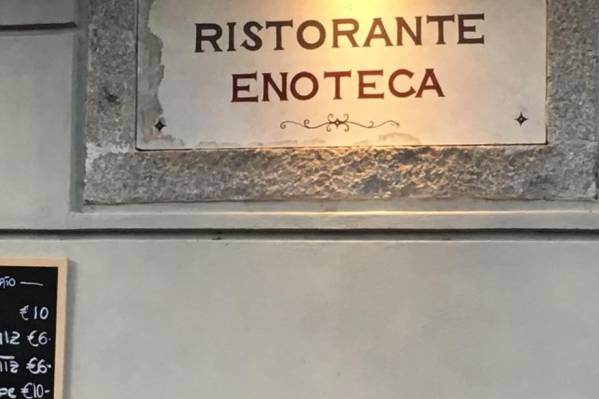 RISTORANTE
ENOTECA
€10
€6-
€6-
€10-